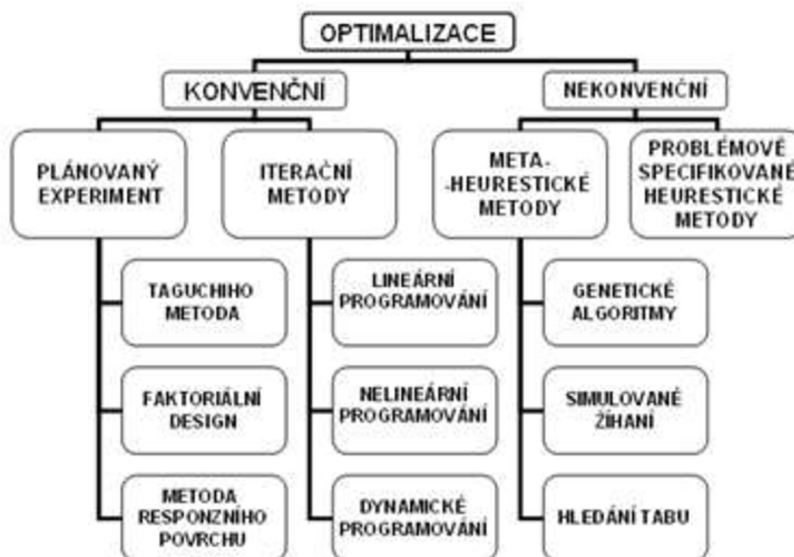 OPTIMALIZACE
KONVENČNÍ
NEKONVENČNÍ
PLÁNOVANÝ
EXPERIMENT
ITERAČNÍ
METODY
META-
-HEURESTICKÉ
METODY
PROBLÉMOVĚ
SPECIFIKOVANÉ
HEURESTICKÉ
METODY
TAGUCHIHO
METODA
LINEÁRNÍ
PROGRAMOVÁNÍ
GENETICKÉ
ALGORITMY
FAKTORIÁLNÍ
DESIGN
NELINEÁRNÍ
PROGRAMOVÁNÍ
SIMULOVANÉ
ŽÍHANÍ
METODA
RESPONZNÍHO
POVRCHU
DYNAMICKÉ
PROGRAMOVÁNÍ
HLEDÁNÍ TABU